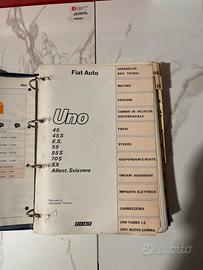 Fiat Auto
Uno
45
45S
E.S.
55
55S
70S
SX
Allest. Svizzera
FIAT
GENERALITÀ
DATI TECNICI
MOTORE
FRIZIONE
CAMBIO DI VELOCITÀ
DIFFERENZIALE
FRENI
STERZO
SOSPENSIONI E RUOTE
ORGANI SUSSIDIARI
IMPIANTO ELETTRICO
CARROZZERIA
UNO TURBO I.E.
UNO NUOVA GAMMA
subito